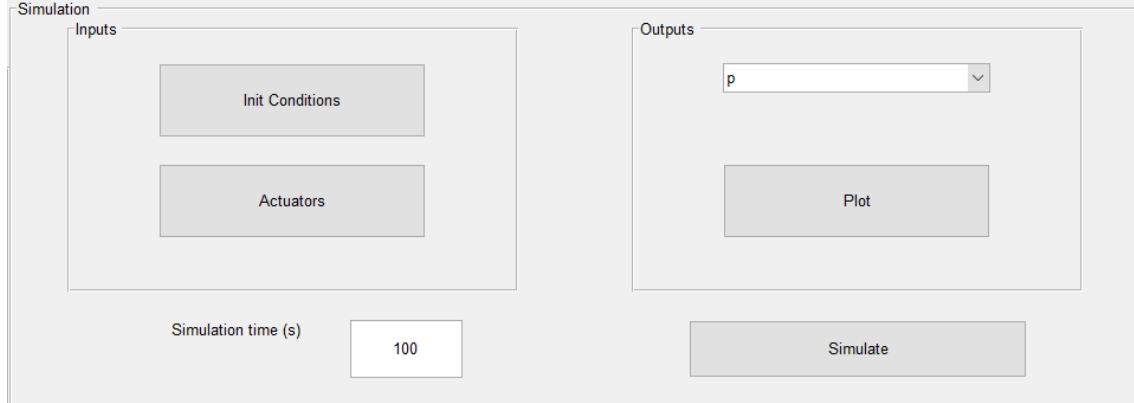 Simulation
Inputs
Outputs
p
Init Conditions
Actuators
Plot
Simulation time (s)
100
Simulate